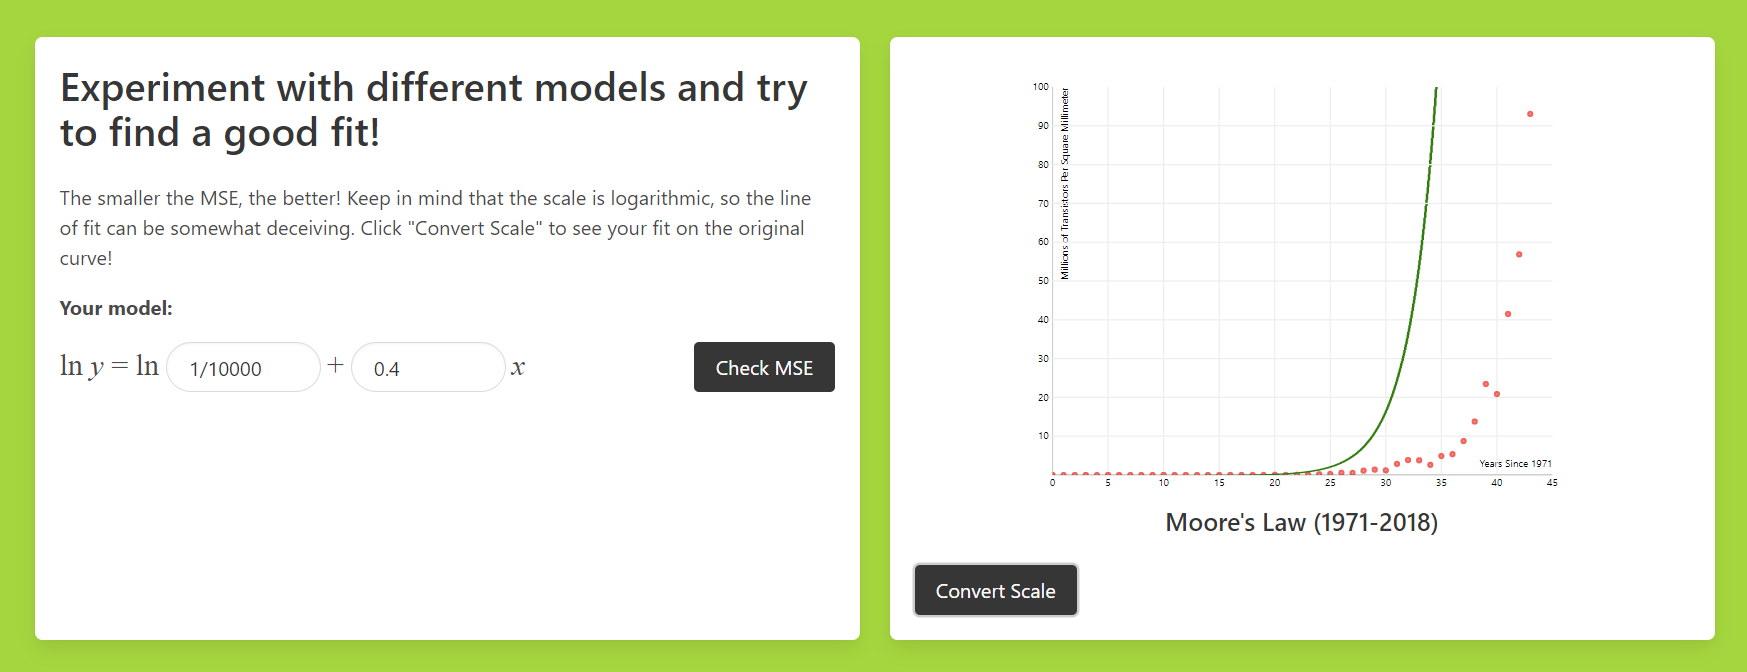 Experiment with different models and try
to find a good fit!
The smaller the MSE, the better! Keep in mind that the scale is logarithmic, so the line
of fit can be somewhat deceiving. Click "Convert Scale" to see your fit on the original
curve!
Your model:
ln y = ln 1/10000 + 0.4 x
Check MSE
100
90
80
70
60
50
40
30
20
10
Millions of Transistors Per Square Millimeter
Years Since 1971
0 5 10 15 20 25 30 35 40 45
Moore's Law (1971-2018)
Convert Scale